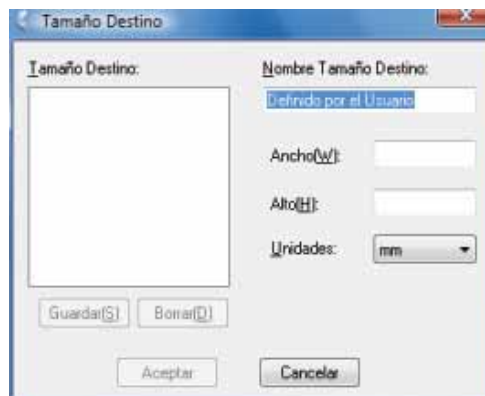 Tamaño Destino
Tamaño Destino:
Nombre Tamaño Destino:
Definido por el Usuario
Ancho(W):
Alto(H):
Unidades:
mm
Guardar(S)
Borrar(D)
Aceptar
Cancelar